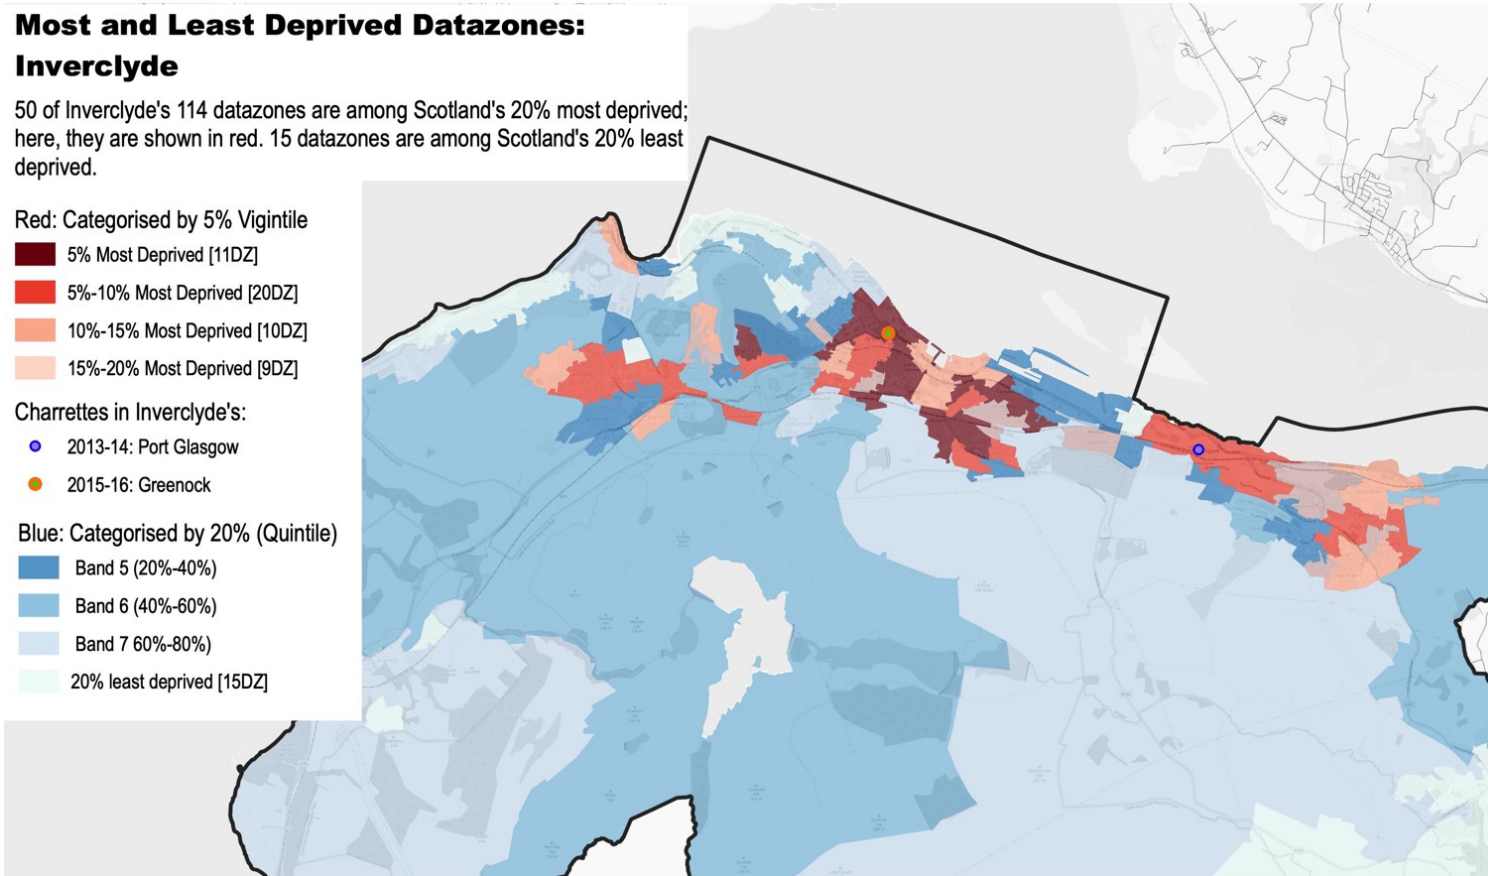 Most and Least Deprived Datazones:
Inverclyde
50 of Inverclyde's 114 datazones are among Scotland's 20% most deprived;
here, they are shown in red. 15 datazones are among Scotland's 20% least
deprived.
Red: Categorised by 5% Vigintile
5% Most Deprived [11DZ]
5%-10% Most Deprived [20DZ]
10%-15% Most Deprived [10DZ]
15%-20% Most Deprived [9DZ]
Charrettes in Inverclyde's:
2013-14: Port Glasgow
2015-16: Greenock
Blue: Categorised by 20% (Quintile)
Band 5 (20%-40%)
Band 6 (40%-60%)
Band 7 60%-80%)
20% least deprived [15DZ]